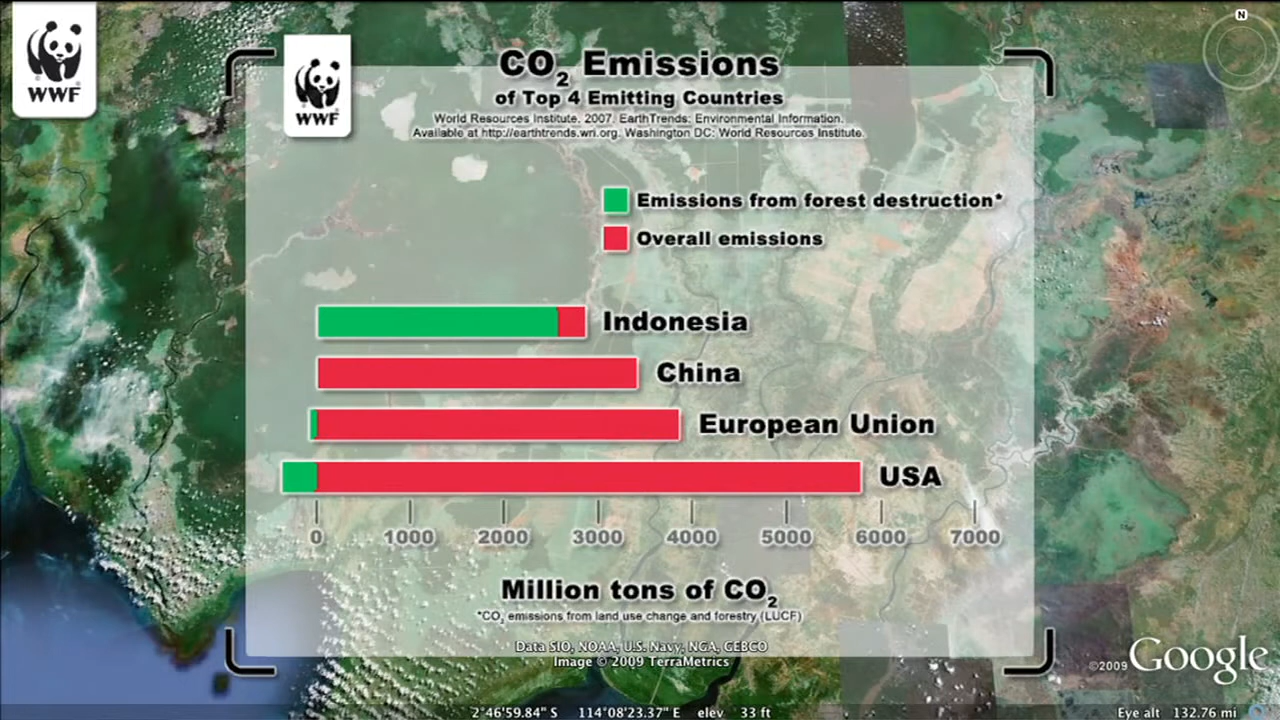 N
WWF
WWF
CO₂ Emissions
of Top 4 Emitting Countries
World Resources Institute. 2007. EarthTrends: Environmental Information.
Available at http://earthtrends.wri.org. Washington DC: World Resources Institute.
Emissions from forest destruction*
Overall emissions
Indonesia
China
European Union
USA
0 1000 2000 3000 4000 5000 6000 7000
Million tons of CO₂
*CO₂ emissions from land use change and forestry (LUCF)
Data SIO, NOAA, U.S. Navy, NGA, GEBCO
Image © 2009 TerraMetrics
©2009 Google
2°46'59.84" S 114°08'23.37" E elev 33 ft
Eye alt 132.76 mi